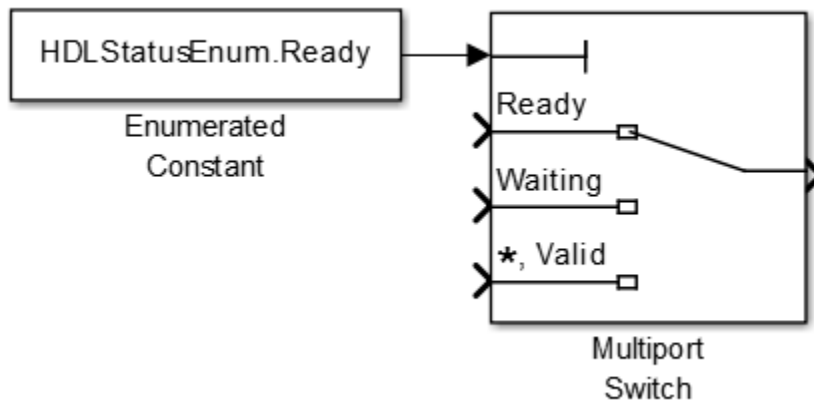 HDLStatusEnum.Ready
Enumerated
Constant
Ready
Waiting
*, Valid
Multiport
Switch